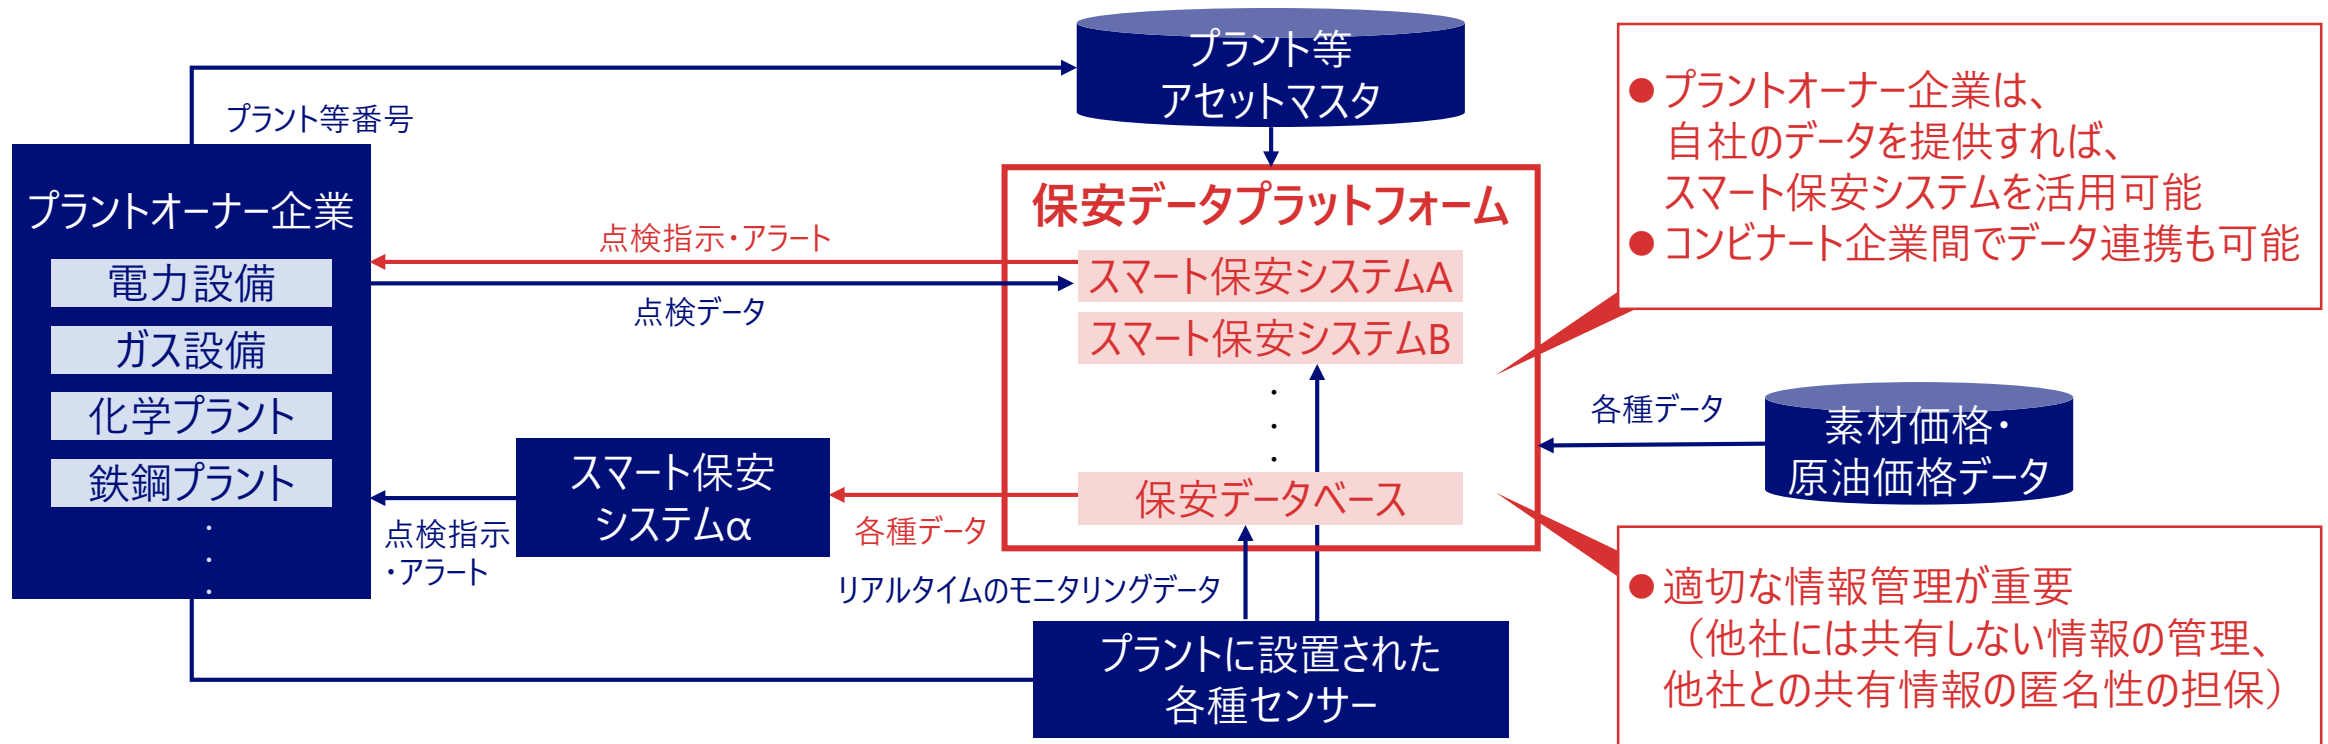 プラント等
アセットマスタ
プラント等番号
プラントオーナー企業
電力設備
ガス設備
化学プラント
鉄鋼プラント
・
・
・
点検指示・アラート
点検データ
保安データプラットフォーム
スマート保安システムA
スマート保安システムB
・
・
・
保安データベース
スマート保安
システムα
点検指示
・アラート
各種データ
リアルタイムのモニタリングデータ
プラントに設置された
各種センサー
各種データ
素材価格・
原油価格データ
●プラントオーナー企業は、
自社のデータを提供すれば、
スマート保安システムを活用可能
●コンビナート企業間でデータ連携も可能
●適切な情報管理が重要
（他社には共有しない情報の管理、
他社との共有情報の匿名性の担保）